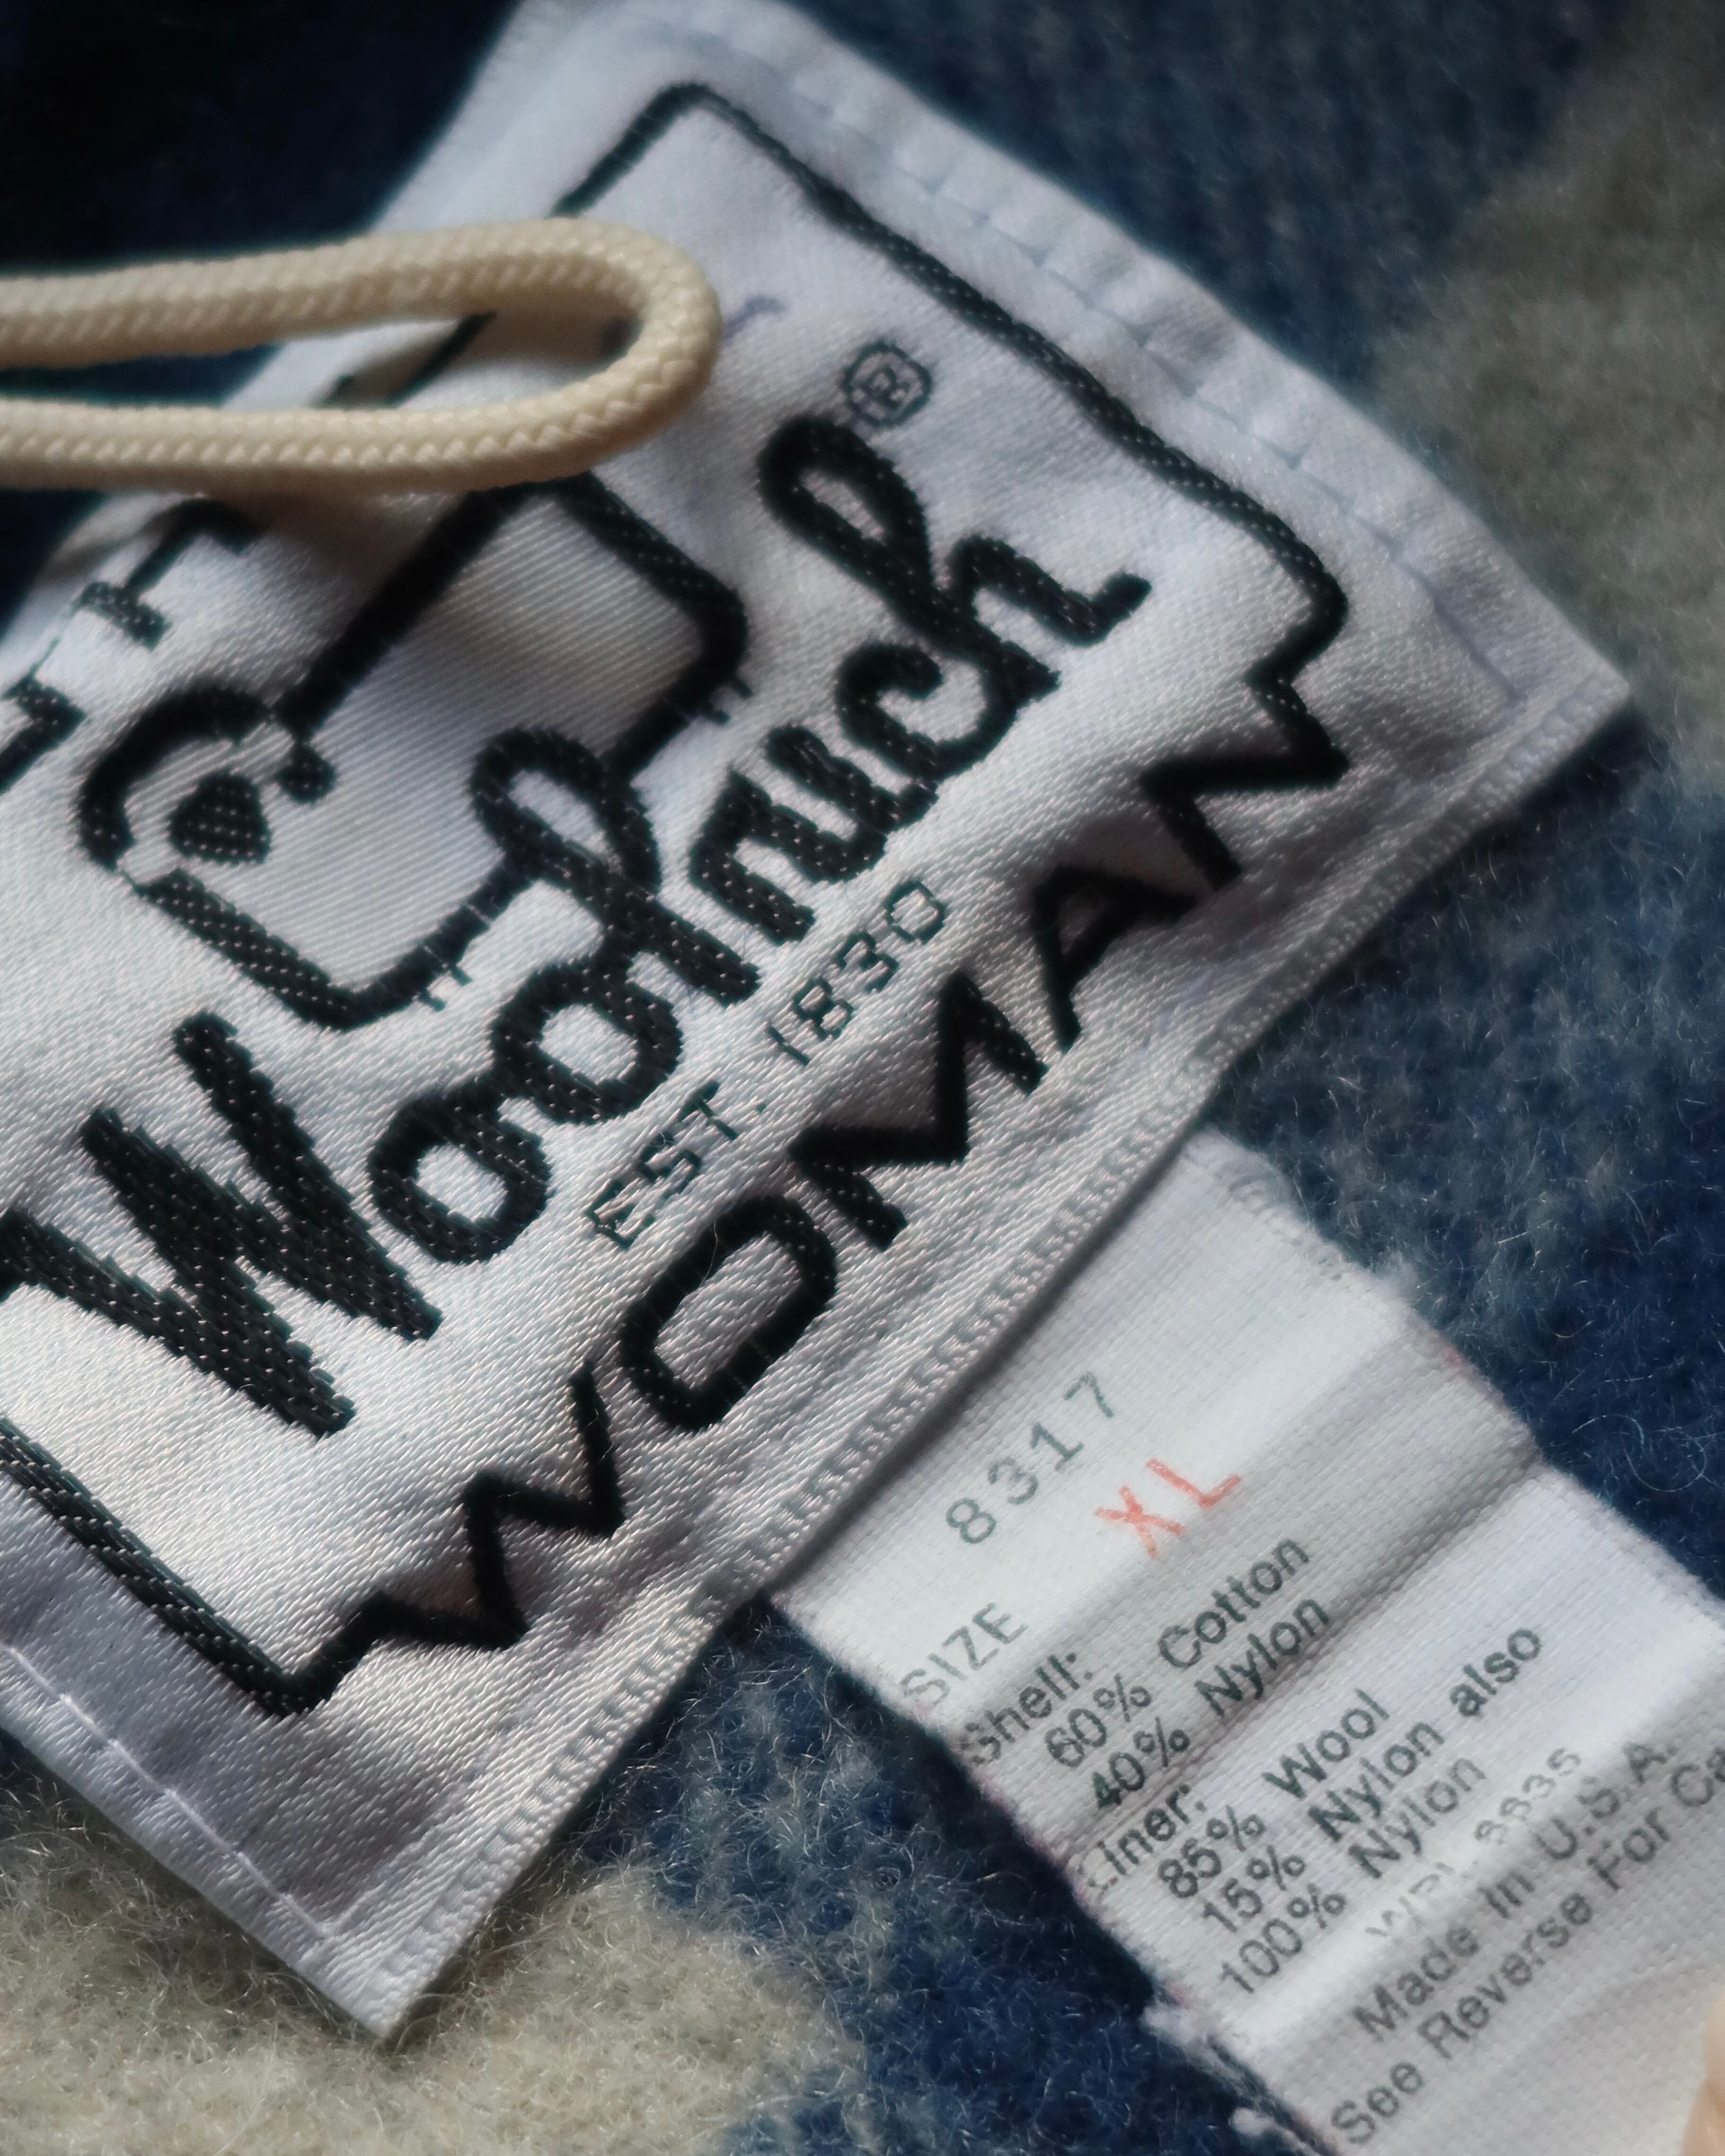 Woolrich®
EST. 1830
WOMAN
8317
SIZE XL
Shell:
60% Cotton
40% Nylon
Liner:
85% Wool
15% Nylon also
100% Nylon
Made In U.S.A.
See Reverse For